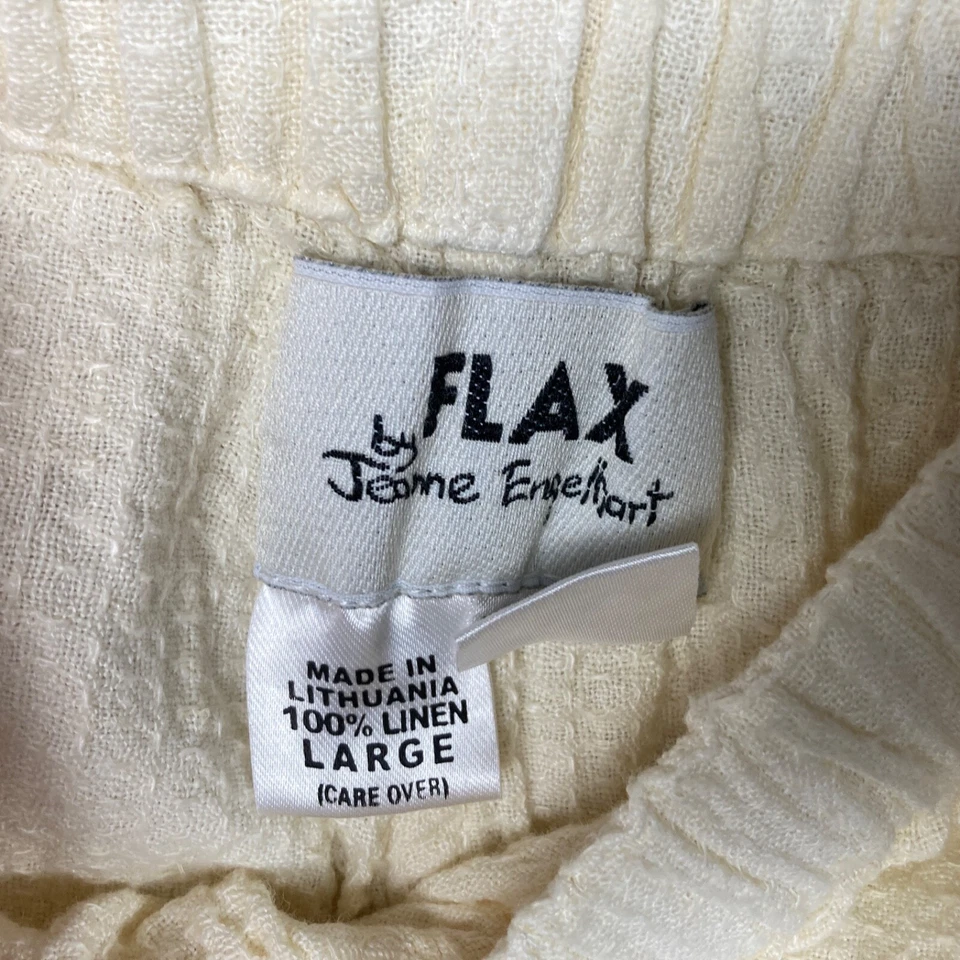 FLAX
by
Jeanne Engelhart
MADE IN
LITHUANIA
100% LINEN
LARGE
(CARE OVER)